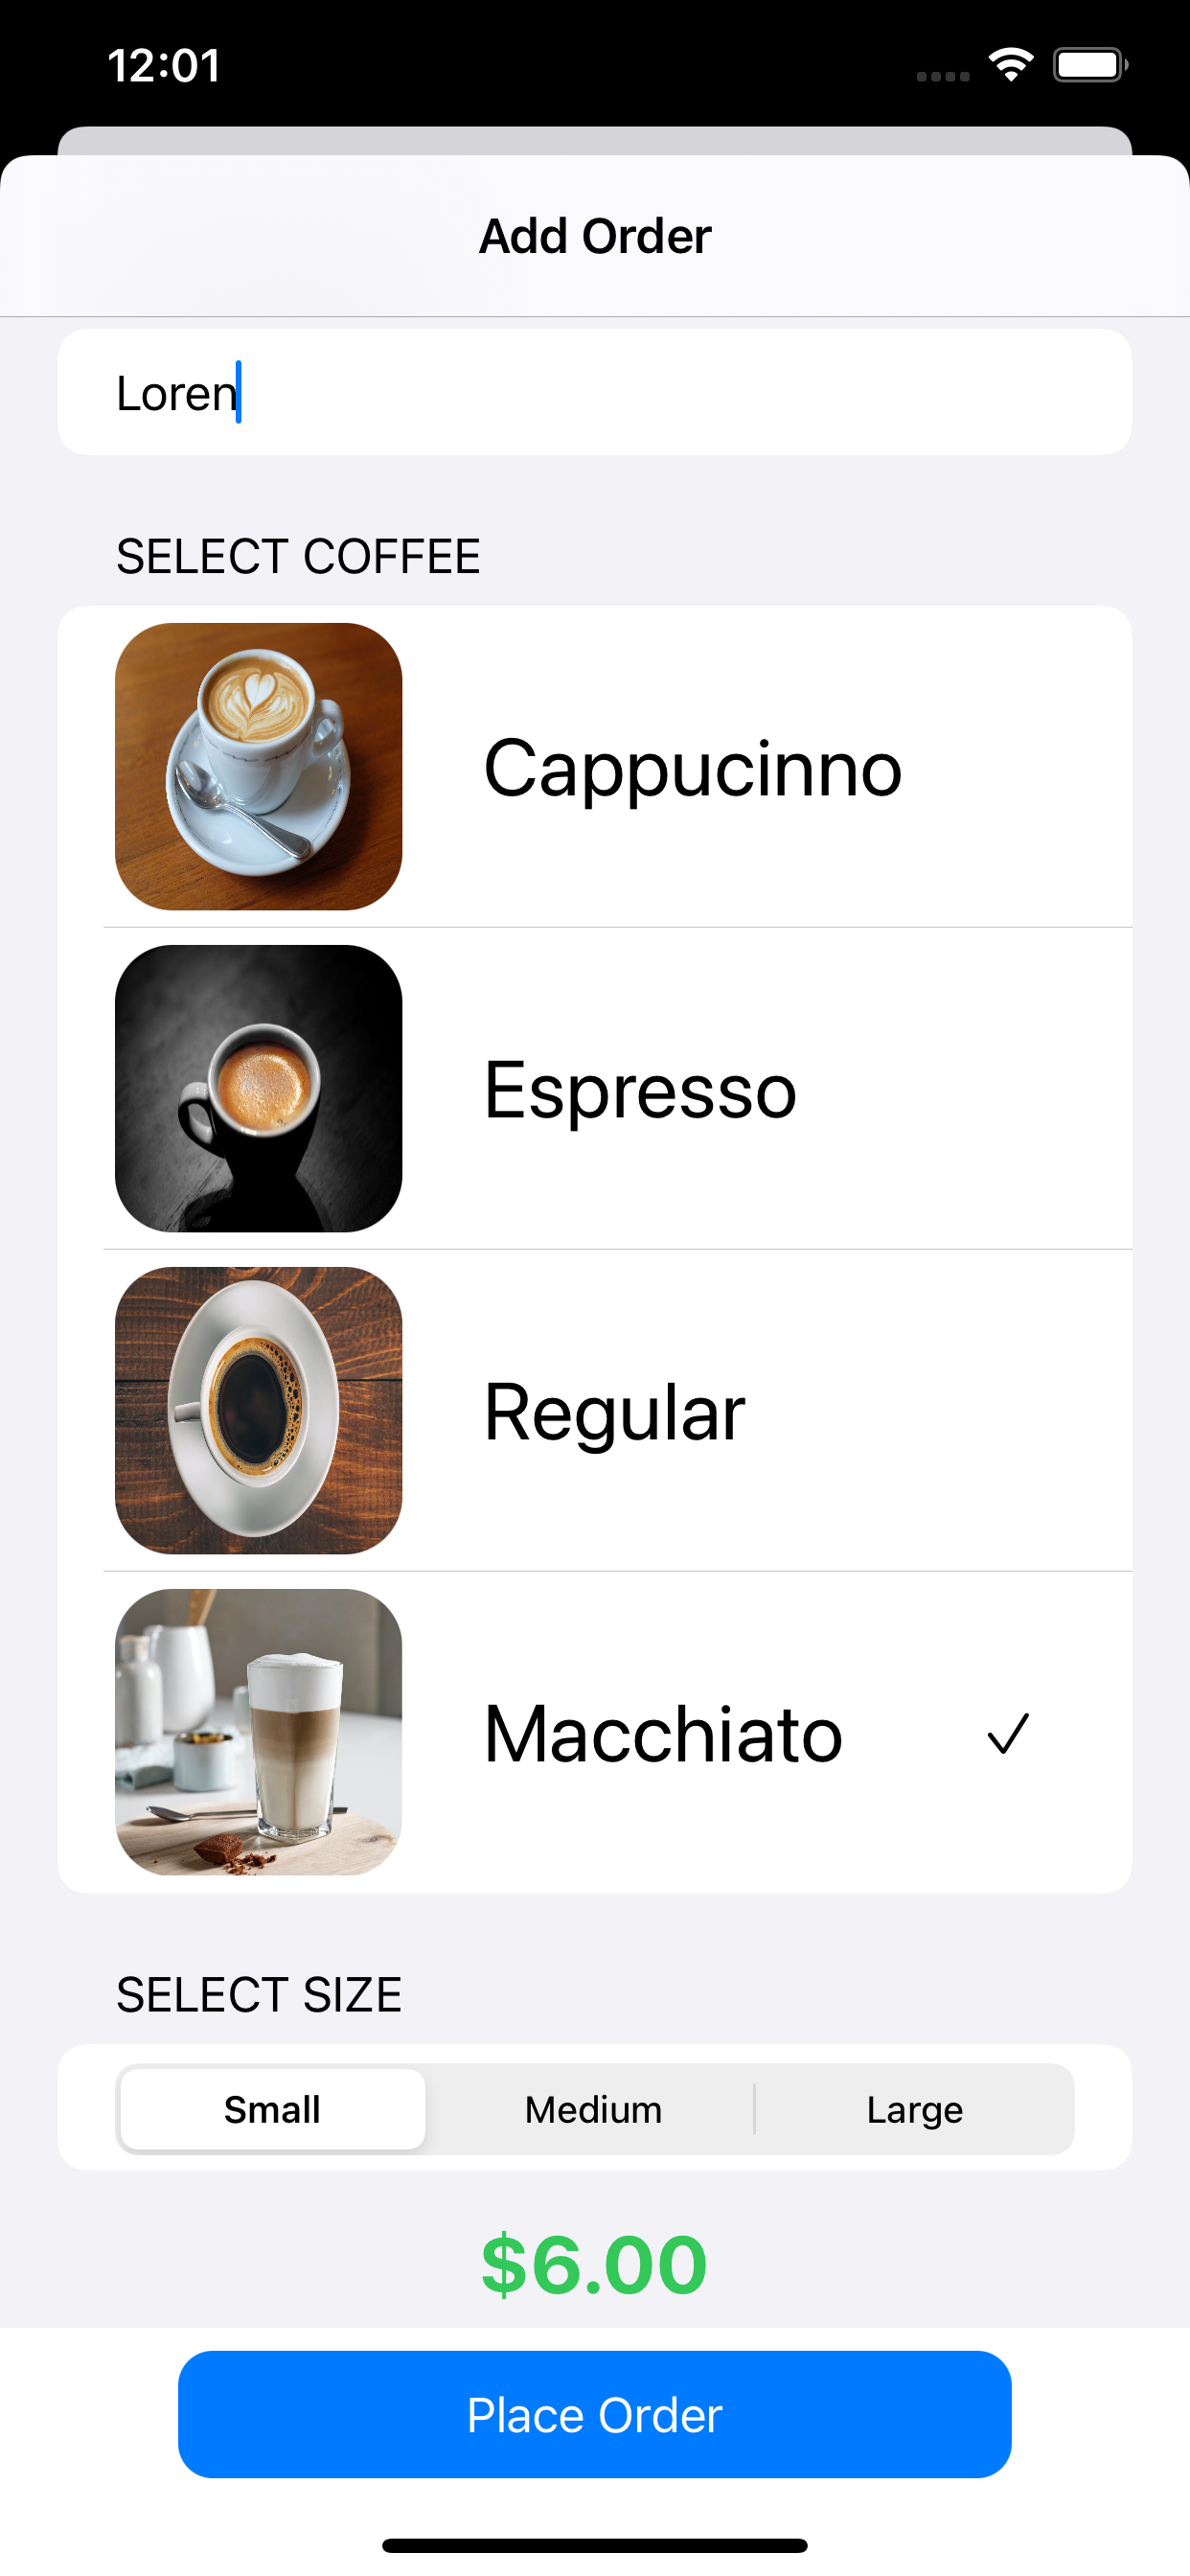 12:01
Add Order
Loren
SELECT COFFEE
Cappucinno
Espresso
Regular
Macchiato
SELECT SIZE
Small Medium Large
$6.00
Place Order